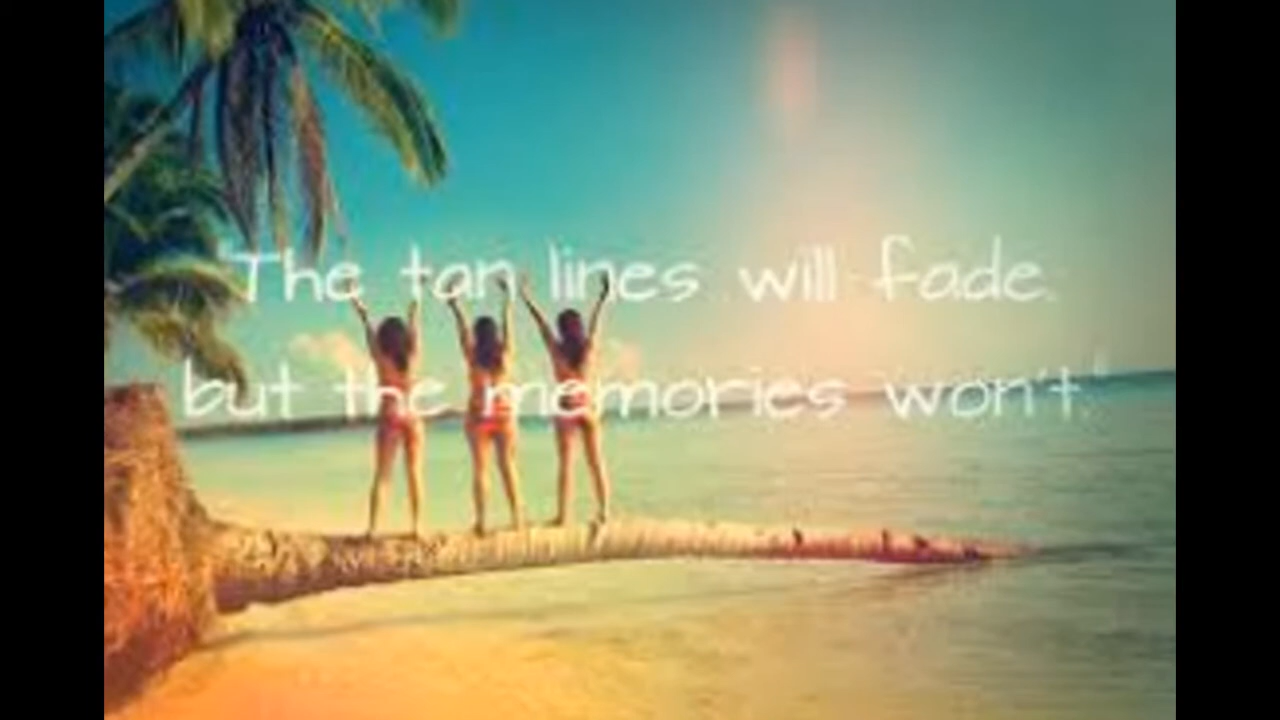 "The tan lines will fade,
but the memories won't."